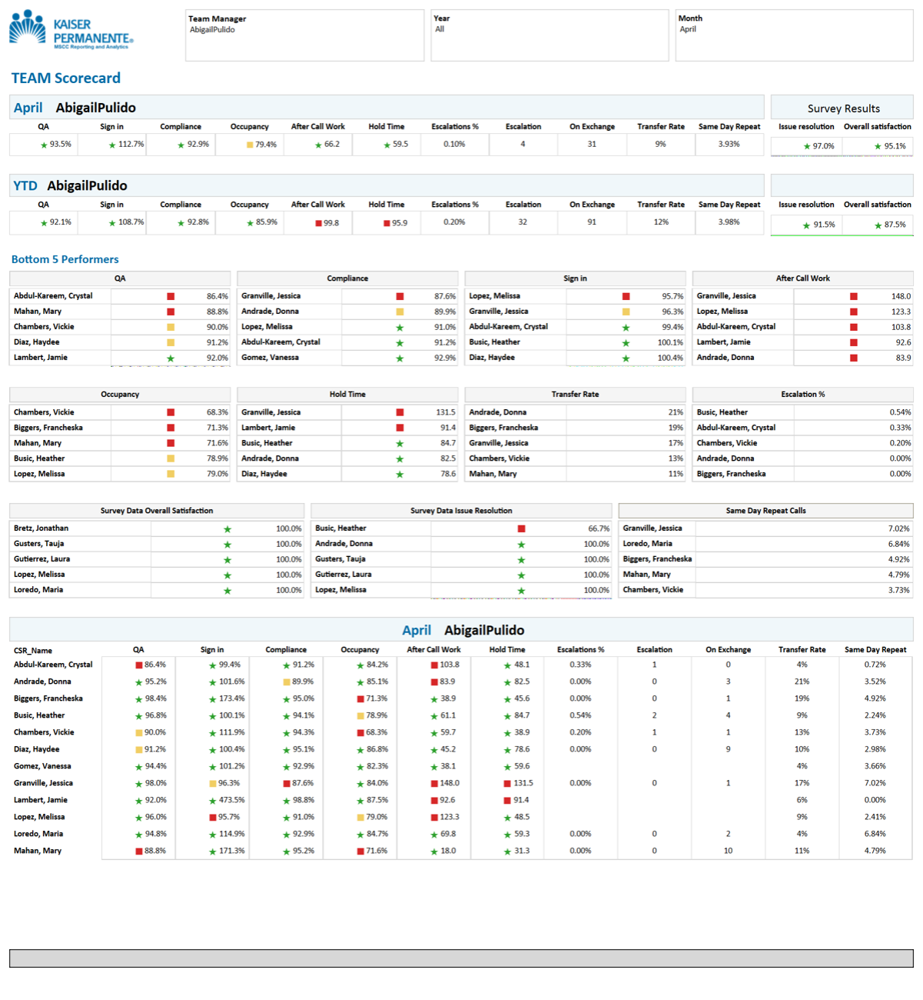 KAISER
PERMANENTE®
MSCC Reporting and Analytics
Team Manager
AbigailPulido
Year
All
Month
April
TEAM Scorecard
April AbigailPulido
Survey Results
QA Sign in Compliance Occupancy After Call Work Hold Time Escalations % Escalation On Exchange Transfer Rate Same Day Repeat Issue resolution Overall satisfaction
93.5% 112.7% 92.9% 79.4% 66.2 59.5 0.10% 4 31 9% 3.93% 97.0% 95.1%
YTD AbigailPulido
QA Sign in Compliance Occupancy After Call Work Hold Time Escalations % Escalation On Exchange Transfer Rate Same Day Repeat Issue resolution Overall satisfaction
92.1% 108.7% 92.8% 85.9% 99.8 95.9 0.20% 32 91 12% 3.98% 91.5% 87.5%
Bottom 5 Performers
QA Compliance Sign in After Call Work
Abdul-Kareem, Crystal 86.4% Granville, Jessica 87.6% Lopez, Melissa 95.7% Granville, Jessica 148.0
Mahan, Mary 88.8% Andrade, Donna 89.9% Granville, Jessica 96.3% Lopez, Melissa 123.3
Chambers, Vickie 90.0% Lopez, Melissa 91.0% Abdul-Kareem, Crystal 99.4% Abdul-Kareem, Crystal 103.8
Diaz, Haydee 91.2% Abdul-Kareem, Crystal 91.2% Busic, Heather 100.1% Lambert, Jamie 92.6
Lambert, Jamie 92.0% Gomez, Vanessa 92.9% Diaz, Haydee 100.4% Andrade, Donna 83.9
Occupancy Hold Time Transfer Rate Escalation %
Chambers, Vickie 68.3% Granville, Jessica 131.5 Andrade, Donna 21% Busic, Heather 0.54%
Biggers, Francheska 71.3% Lambert, Jamie 91.4 Biggers, Francheska 19% Abdul-Kareem, Crystal 0.33%
Mahan, Mary 71.6% Busic, Heather 84.7 Granville, Jessica 17% Chambers, Vickie 0.20%
Busic, Heather 78.9% Andrade, Donna 82.5 Chambers, Vickie 13% Andrade, Donna 0.00%
Lopez, Melissa 79.0% Diaz, Haydee 78.6 Mahan, Mary 11% Biggers, Francheska 0.00%
Survey Data Overall Satisfaction Survey Data Issue Resolution Same Day Repeat Calls
Bretz, Jonathan 100.0% Busic, Heather 66.7% Granville, Jessica 7.02%
Gusters, Tauja 100.0% Andrade, Donna 100.0% Loredo, Maria 6.84%
Gutierrez, Laura 100.0% Gusters, Tauja 100.0% Biggers, Francheska 4.92%
Lopez, Melissa 100.0% Gutierrez, Laura 100.0% Mahan, Mary 4.79%
Loredo, Maria 100.0% Lopez, Melissa 100.0% Chambers, Vickie 3.73%
April AbigailPulido
CSR_Name QA Sign in Compliance Occupancy After Call Work Hold Time Escalations % Escalation On Exchange Transfer Rate Same Day Repeat
Abdul-Kareem, Crystal 86.4% 99.4% 91.2% 84.2% 103.8 48.1 0.33% 1 0 4% 0.72%
Andrade, Donna 95.2% 101.6% 89.9% 85.1% 83.9 82.5 0.00% 0 3 21% 3.52%
Biggers, Francheska 98.4% 173.4% 95.0% 71.3% 38.9 45.6 0.00% 0 1 19% 4.92%
Busic, Heather 96.8% 100.1% 94.1% 78.9% 61.1 84.7 0.54% 2 4 9% 2.24%
Chambers, Vickie 90.0% 111.9% 94.3% 68.3% 59.7 38.9 0.20% 1 1 13% 3.73%
Diaz, Haydee 91.2% 100.4% 95.1% 86.8% 45.2 78.6 0.00% 0 9 10% 2.98%
Gomez, Vanessa 94.4% 101.2% 92.9% 82.3% 38.1 59.6 4% 3.66%
Granville, Jessica 98.0% 96.3% 87.6% 84.0% 148.0 131.5 0.00% 0 1 17% 7.02%
Lambert, Jamie 92.0% 473.5% 98.8% 87.5% 92.6 91.4 6% 0.00%
Lopez, Melissa 96.0% 95.7% 91.0% 79.0% 123.3 48.5 9% 2.41%
Loredo, Maria 94.8% 114.9% 92.9% 84.7% 69.8 59.3 0.00% 0 2 4% 6.84%
Mahan, Mary 88.8% 171.3% 95.2% 71.6% 18.0 31.3 0.00% 0 10 11% 4.79%